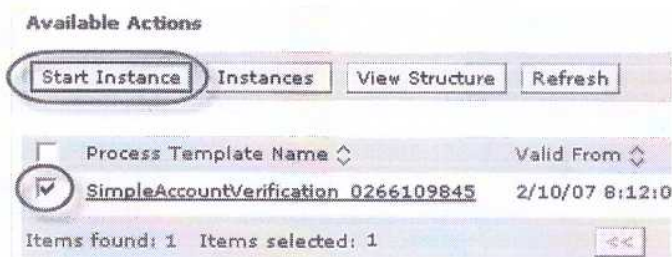 Available Actions
Start Instance Instances View Structure Refresh
Process Template Name Valid From
SimpleAccountVerification_0266109845 2/10/07 8:12:0
Items found: 1 Items selected: 1 <<